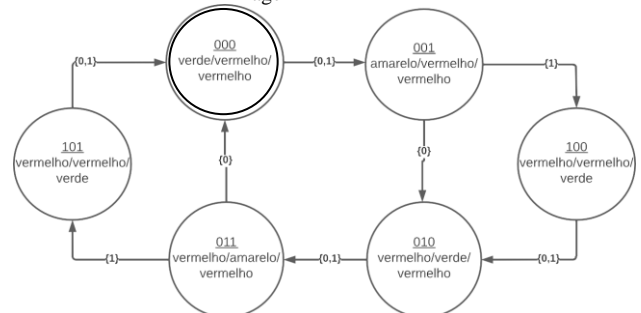 000
verde/vermelho/
vermelho
{0,1}
001
amarelo/vermelho/
vermelho
{1}
{0,1}
101
vermelho/vermelho/
verde
{0}
{0}
100
vermelho/vermelho/
verde
011
vermelho/amarelo/
vermelho
{1}
{0,1}
010
vermelho/verde/
vermelho
{0,1}